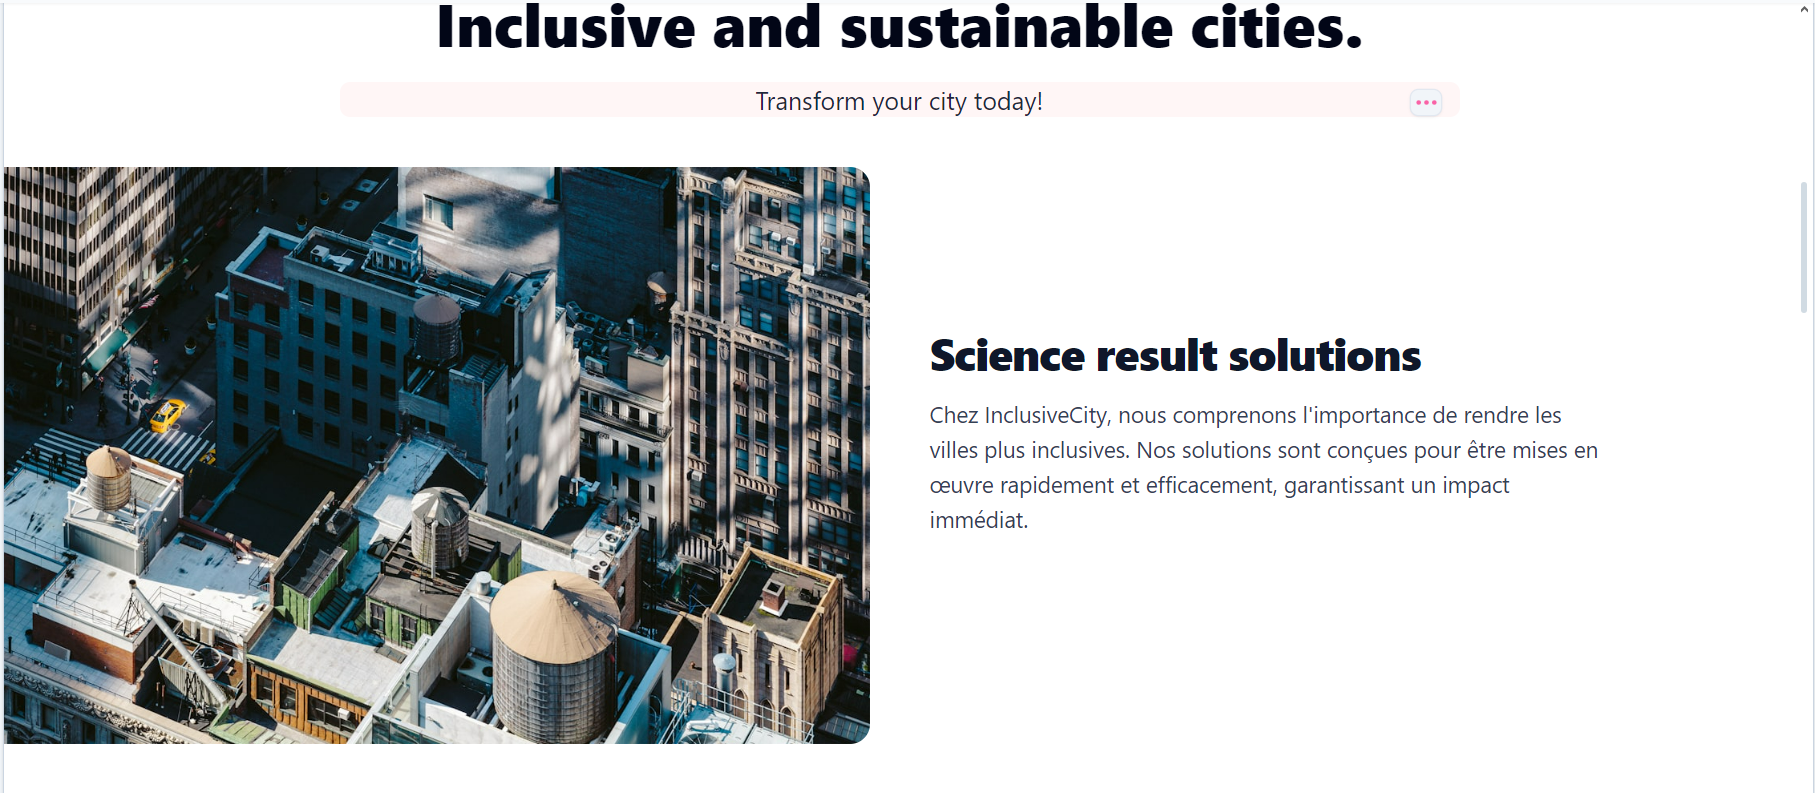 Inclusive and sustainable cities.
Transform your city today!
Science result solutions
Chez InclusiveCity, nous comprenons l'importance de rendre les
villes plus inclusives. Nos solutions sont conçues pour être mises en
œuvre rapidement et efficacement, garantissant un impact
immédiat.